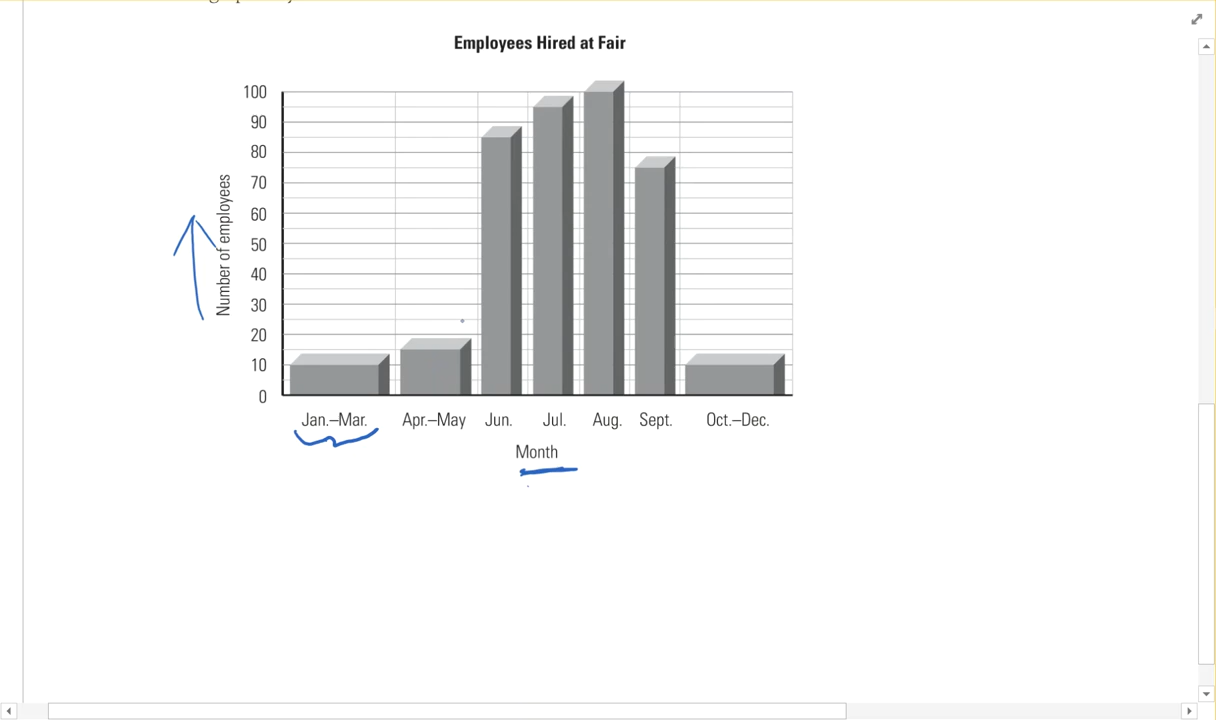 Employees Hired at Fair
Number of employees
100
90
80
70
60
50
40
30
20
10
0
Jan.–Mar. Apr.–May Jun. Jul. Aug. Sept. Oct.–Dec.
Month